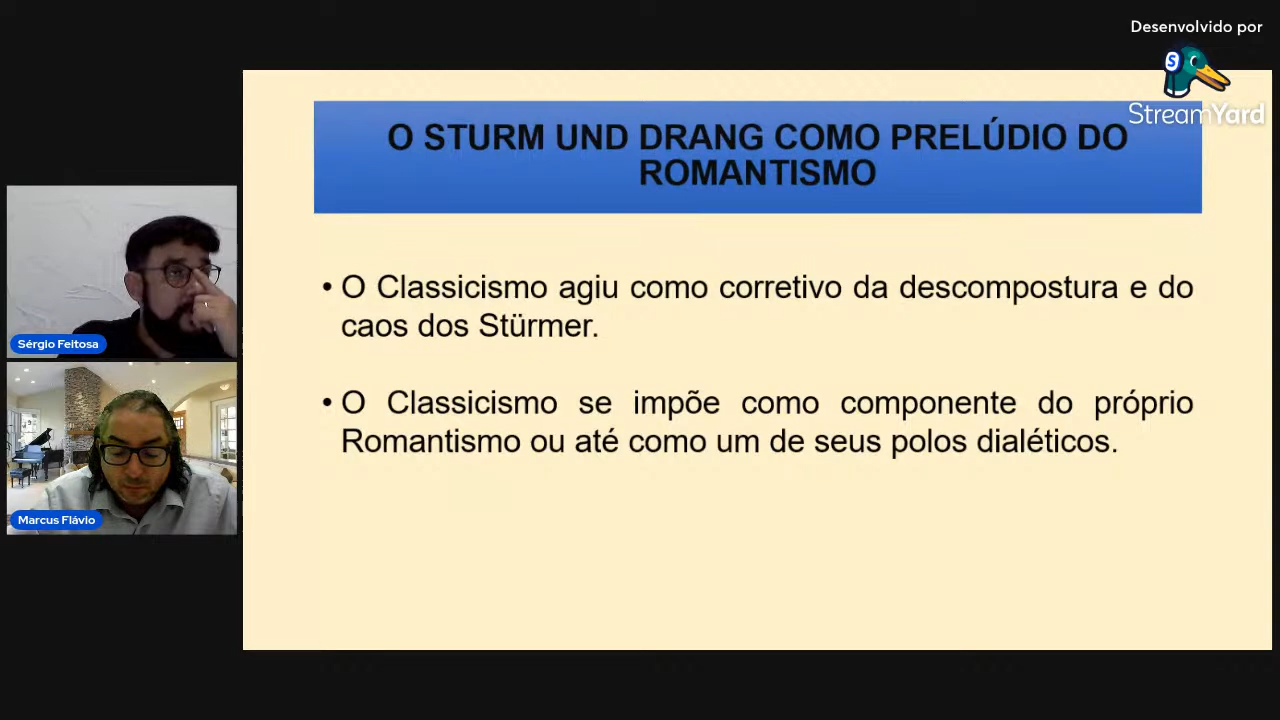 Desenvolvido por
StreamYard
O STURM UND DRANG COMO PRELÚDIO DO
ROMANTISMO
• O Classicismo agiu como corretivo da descompostura e do
caos dos Stürmer.
• O Classicismo se impõe como componente do próprio
Romantismo ou até como um de seus polos dialéticos.
Sérgio Feitosa
Marcus Flávio